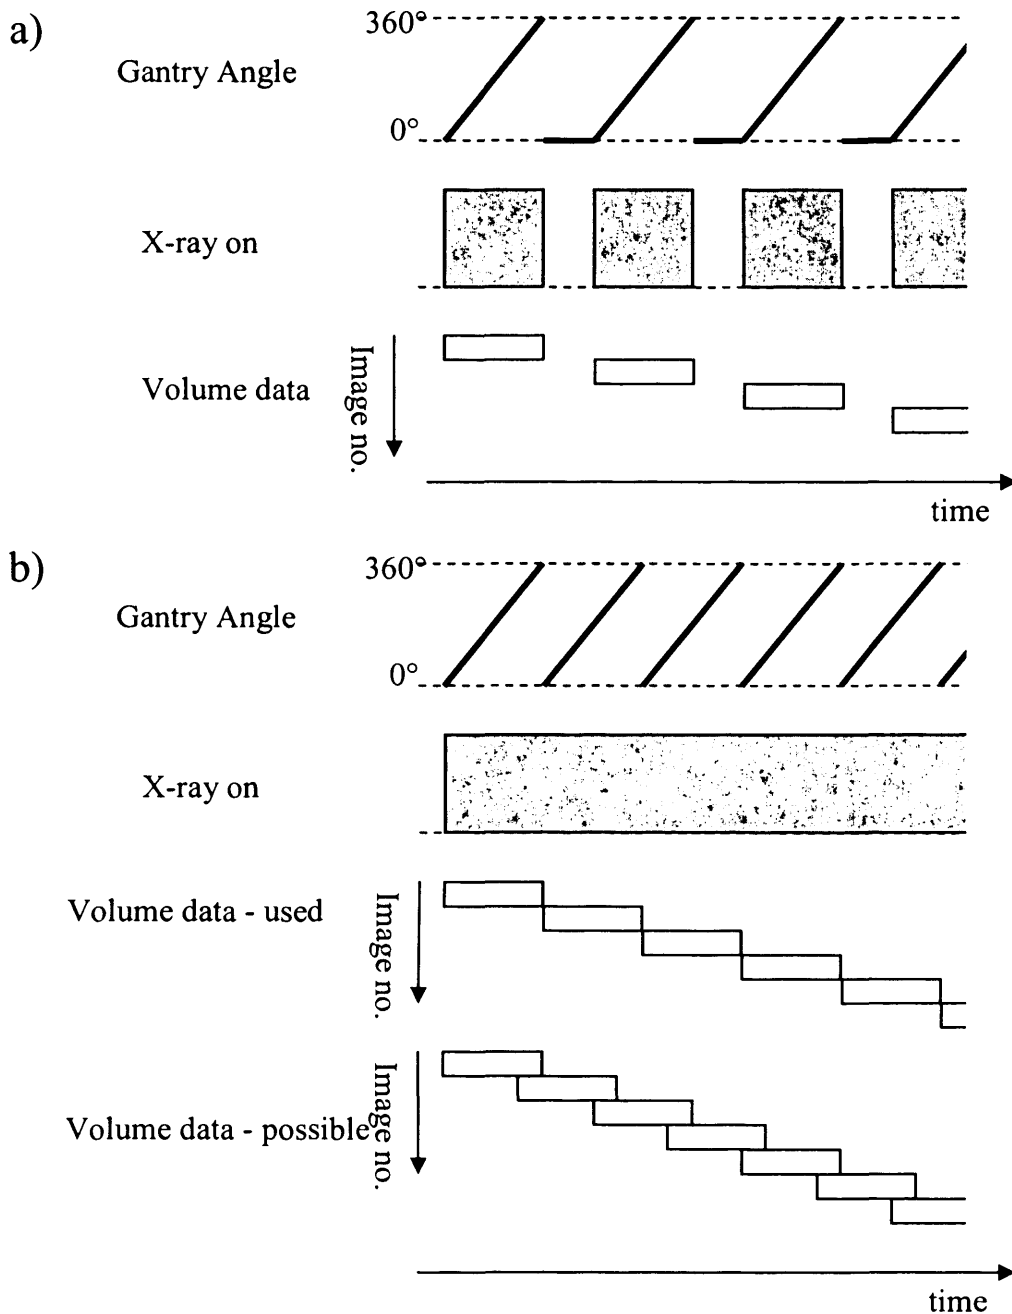 a)
360°
Gantry Angle
0°
X-ray on
Image no.
Volume data
time
b)
360°
Gantry Angle
0°
X-ray on
Volume data - used
Image no.
Volume data - possible
Image no.
time